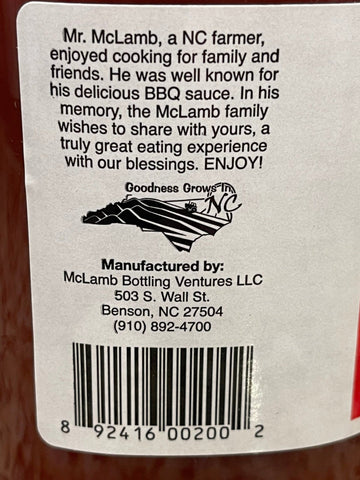 Mr. McLamb, a NC farmer,
enjoyed cooking for family and
friends. He was well known for
his delicious BBQ sauce. In his
memory, the McLamb family
wishes to share with yours, a
truly great eating experience
with our blessings. ENJOY!
Goodness Grows In
NC
Manufactured by:
McLamb Bottling Ventures LLC
503 S. Wall St.
Benson, NC 27504
(910) 892-4700
8 92416 00200 2